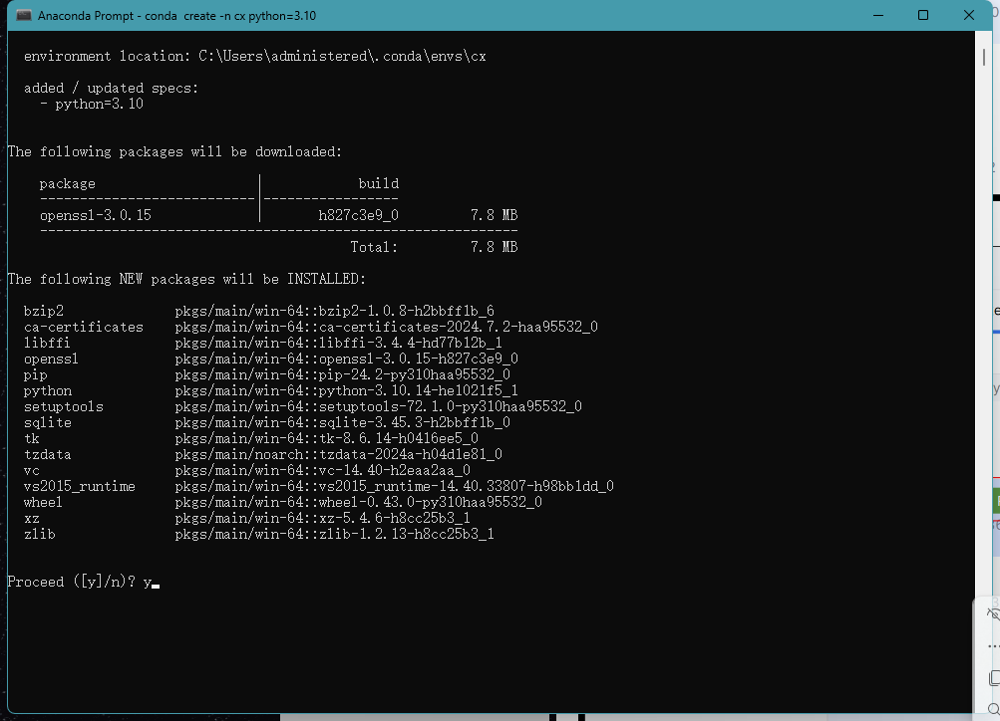 Anaconda Prompt - conda  create -n cx python=3.10
environment location: C:\Users\administered\.conda\envs\cx
added / updated specs:
- python=3.10
The following packages will be downloaded:
package | build
---------------------------|-----------------
openssl-3.0.15 | h827c3e9_0 7.8 MB
------------------------------------------------------------
Total: 7.8 MB
The following NEW packages will be INSTALLED:
bzip2 pkgs/main/win-64::bzip2-1.0.8-h2bbff1b_6
ca-certificates pkgs/main/win-64::ca-certificates-2024.7.2-haa95532_0
libffi pkgs/main/win-64::libffi-3.4.4-hd77b12b_1
openssl pkgs/main/win-64::openssl-3.0.15-h827c3e9_0
pip pkgs/main/win-64::pip-24.2-py310haa95532_0
python pkgs/main/win-64::python-3.10.14-he1021f5_1
setuptools pkgs/main/win-64::setuptools-72.1.0-py310haa95532_0
sqlite pkgs/main/win-64::sqlite-3.45.3-h2bbff1b_0
tk pkgs/main/win-64::tk-8.6.14-h0416ee5_0
tzdata pkgs/main/noarch::tzdata-2024a-h04d1e81_0
vc pkgs/main/win-64::vc-14.40-h2eaa2aa_0
vs2015_runtime pkgs/main/win-64::vs2015_runtime-14.40.33807-h98bb1dd_0
wheel pkgs/main/win-64::wheel-0.43.0-py310haa95532_0
xz pkgs/main/win-64::xz-5.4.6-h8cc25b3_1
zlib pkgs/main/win-64::zlib-1.2.13-h8cc25b3_1
Proceed ([y]/n)? y